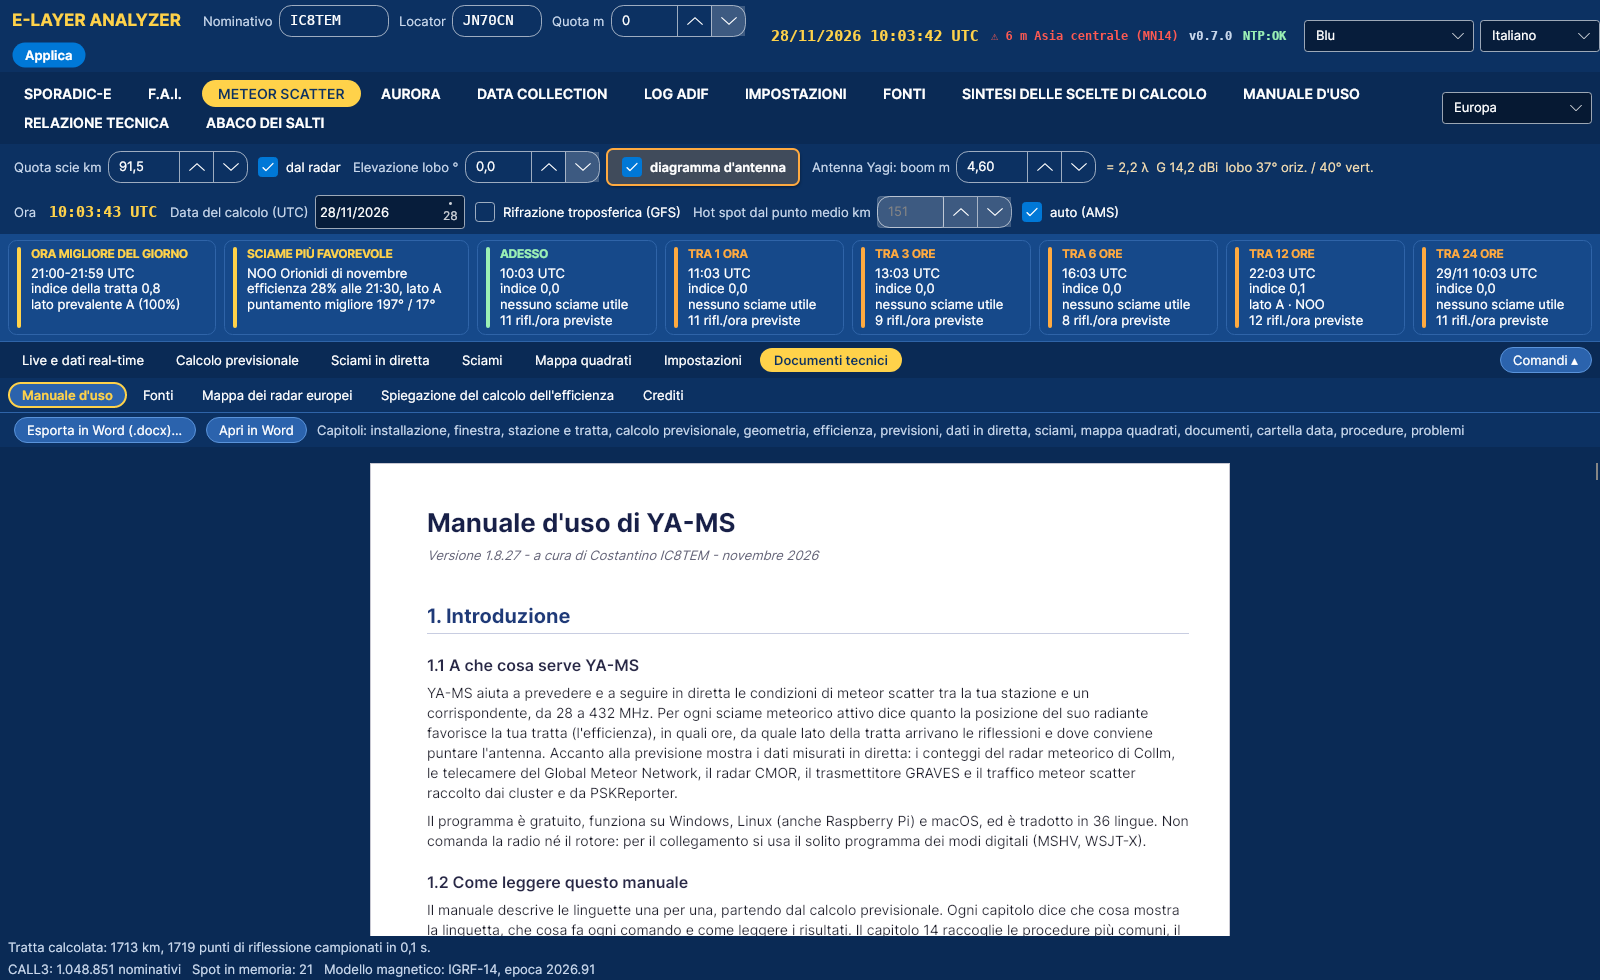 E-LAYER ANALYZER Nominativo IC8TEM Locator JN70CN Quota m 0
28/11/2026 10:03:42 UTC ⚠ 6 m Asia centrale (MN14) v0.7.0 NTP:OK Blu Italiano
Applica
SPORADIC-E F.A.I. METEOR SCATTER AURORA DATA COLLECTION LOG ADIF IMPOSTAZIONI FONTI SINTESI DELLE SCELTE DI CALCOLO MANUALE D'USO
RELAZIONE TECNICA ABACO DEI SALTI
Europa
Quota scie km 91,5 dal radar Elevazione lobo ° 0,0 diagramma d'antenna Antenna Yagi: boom m 4,60 = 2,2 λ G 14,2 dBi lobo 37° oriz. / 40° vert.
Ora 10:03:43 UTC Data del calcolo (UTC) 28/11/2026 28 Rifrazione troposferica (GFS) Hot spot dal punto medio km 151 auto (AMS)
ORA MIGLIORE DEL GIORNO
21:00-21:59 UTC
indice della tratta 0,8
lato prevalente A (100%)
SCIAME PIÙ FAVOREVOLE
NOO Orionidi di novembre
efficienza 28% alle 21:30, lato A
puntamento migliore 197° / 17°
ADESSO
10:03 UTC
indice 0,0
nessuno sciame utile
11 rifl./ora previste
TRA 1 ORA
11:03 UTC
indice 0,0
nessuno sciame utile
11 rifl./ora previste
TRA 3 ORE
13:03 UTC
indice 0,0
nessuno sciame utile
9 rifl./ora previste
TRA 6 ORE
16:03 UTC
indice 0,0
nessuno sciame utile
8 rifl./ora previste
TRA 12 ORE
22:03 UTC
indice 0,1
lato A · NOO
12 rifl./ora previste
TRA 24 ORE
29/11 10:03 UTC
indice 0,0
nessuno sciame utile
11 rifl./ora previste
Live e dati real-time Calcolo previsionale Sciami in diretta Sciami Mappa quadrati Impostazioni Documenti tecnici Comandi ▴
Manuale d'uso Fonti Mappa dei radar europei Spiegazione del calcolo dell'efficienza Crediti
Esporta in Word (.docx)... Apri in Word Capitoli: installazione, finestra, stazione e tratta, calcolo previsionale, geometria, efficienza, previsioni, dati in diretta, sciami, mappa quadrati, documenti, cartella data, procedure, problemi
Manuale d'uso di YA-MS
Versione 1.8.27 - a cura di Costantino IC8TEM - novembre 2026
1. Introduzione
1.1 A che cosa serve YA-MS
YA-MS aiuta a prevedere e a seguire in diretta le condizioni di meteor scatter tra la tua stazione e un
corrispondente, da 28 a 432 MHz. Per ogni sciame meteorico attivo dice quanto la posizione del suo radiante
favorisce la tua tratta (l'efficienza), in quali ore, da quale lato della tratta arrivano le riflessioni e dove conviene
puntare l'antenna. Accanto alla previsione mostra i dati misurati in diretta: i conteggi del radar meteorico di Collm,
le telecamere del Global Meteor Network, il radar CMOR, il trasmettitore GRAVES e il traffico meteor scatter
raccolto dai cluster e da PSKReporter.
Il programma è gratuito, funziona su Windows, Linux (anche Raspberry Pi) e macOS, ed è tradotto in 36 lingue. Non
comanda la radio né il rotore: per il collegamento si usa il solito programma dei modi digitali (MSHV, WSJT-X).
1.2 Come leggere questo manuale
Il manuale descrive le linguette una per una, partendo dal calcolo previsionale. Ogni capitolo dice che cosa mostra
la linguetta, che cosa fa ogni comando e come leggere i risultati. Il capitolo 14 raccoglie le procedure più comuni, il
Tratta calcolata: 1713 km, 1719 punti di riflessione campionati in 0,1 s.
CALL3: 1.048.851 nominativi Spot in memoria: 21 Modello magnetico: IGRF-14, epoca 2026.91